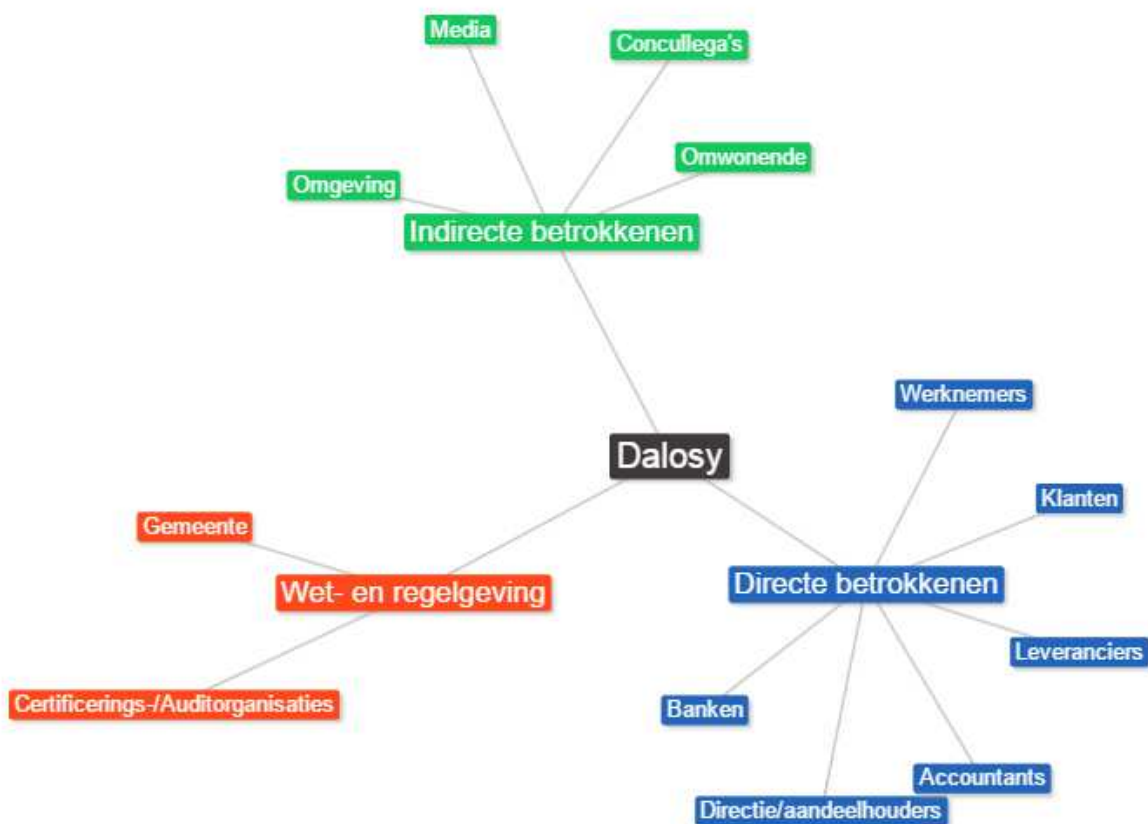 Media
Concullega's
Omwonende
Omgeving
Indirecte betrokkenen
Werknemers
Dalosy
Klanten
Gemeente
Directe betrokkenen
Wet- en regelgeving
Leveranciers
Certificerings-/Auditorganisaties
Banken
Accountants
Directie/aandeelhouders